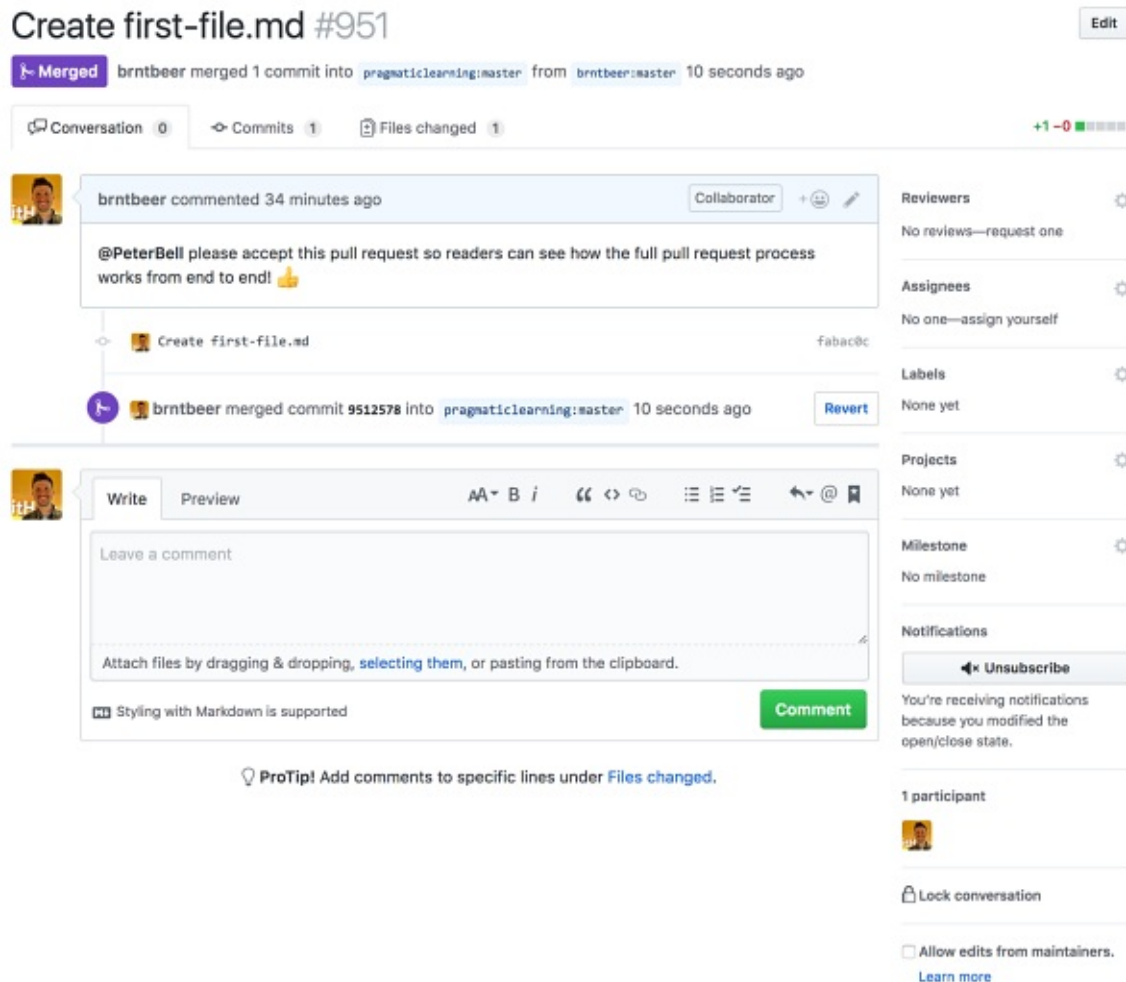 Create first-file.md #951
Edit
Merged brntbeer merged 1 commit into pragmaticlearning:master from brntbeer:master 10 seconds ago
Conversation 0 Commits 1 Files changed 1
+1 −0
brntbeer commented 34 minutes ago
Collaborator
@PeterBell please accept this pull request so readers can see how the full pull request process
works from end to end! 👍
Create first-file.md fabac0c
brntbeer merged commit 9512578 into pragmaticlearning:master 10 seconds ago
Revert
Write Preview
AA B i
Leave a comment
Attach files by dragging & dropping, selecting them, or pasting from the clipboard.
Styling with Markdown is supported
Comment
ProTip! Add comments to specific lines under Files changed.
Reviewers
No reviews—request one
Assignees
No one—assign yourself
Labels
None yet
Projects
None yet
Milestone
No milestone
Notifications
Unsubscribe
You're receiving notifications
because you modified the
open/close state.
1 participant
Lock conversation
Allow edits from maintainers.
Learn more